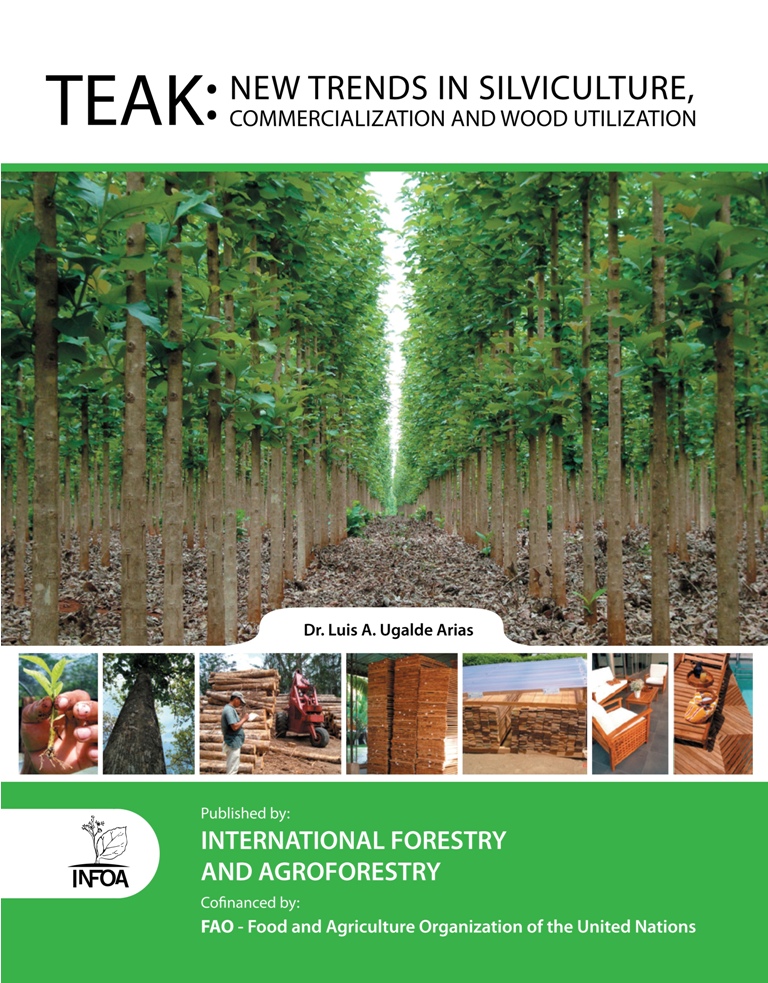 TEAK: NEW TRENDS IN SILVICULTURE,
COMMERCIALIZATION AND WOOD UTILIZATION
Dr. Luis A. Ugalde Arias
INFOA
Published by:
INTERNATIONAL FORESTRY
AND AGROFORESTRY
Cofinanced by:
FAO - Food and Agriculture Organization of the United Nations